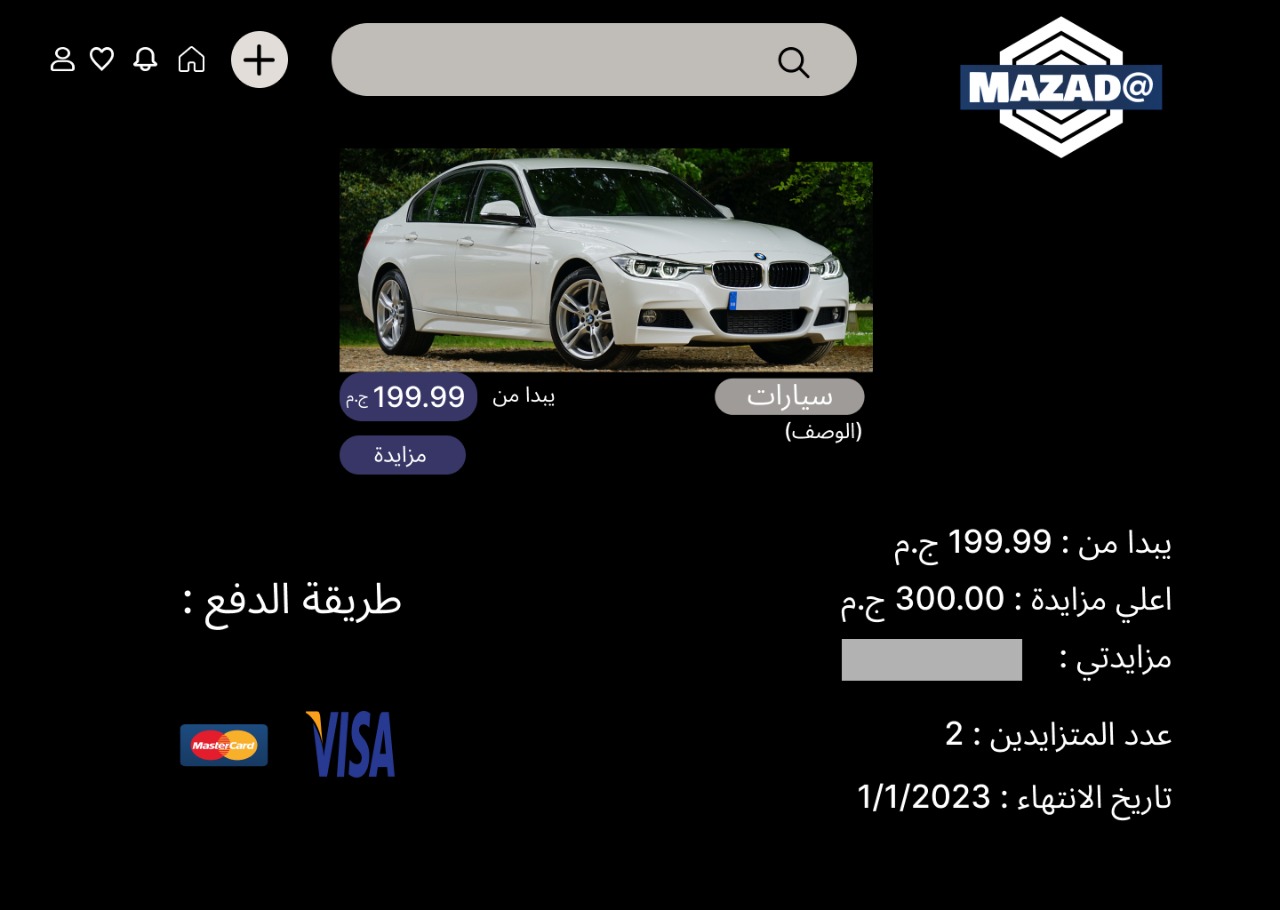 MAZAD@
يبدا من 199.99 ج.م
سيارات
(الوصف)
مزايدة
يبدا من : 199.99 ج.م
اعلي مزايدة : 300.00 ج.م
مزايدتي :
عدد المتزايدين : 2
تاريخ الانتهاء : 1/1/2023
طريقة الدفع :
MasterCard
VISA